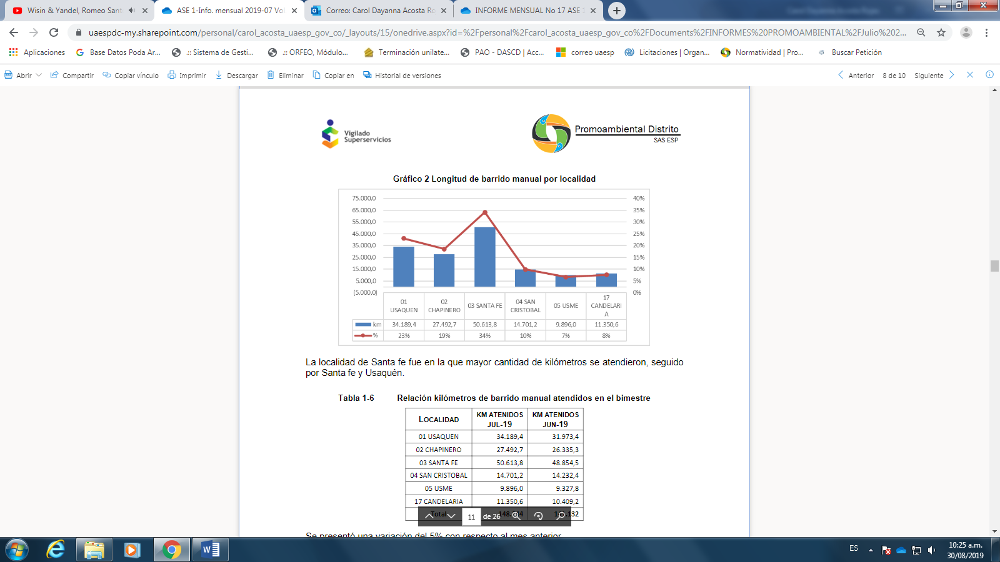 Wisin & Yandel, Romeo Sant
ASE 1-Info. mensual 2019-07 Vol
Correo: Carol Dayanna Acosta Ro
INFORME MENSUAL No 17 ASE 1
uaespdc-my.sharepoint.com/personal/carol_acosta_uaesp_gov_co/_layouts/15/onedrive.aspx?id=%2Fpersonal%2Fcarol_acosta_uaesp_gov_co%2FDocuments%2FINFORMES%20PROMOAMBIENTAL%2FJulio%202...
Aplicaciones Base Datos Poda Ar... .:: Sistema de Gesti... .:: ORFEO, Módulo... Terminación unilate... PAO - DASCD | Acc... correo uaesp Licitaciones | Organ... Normatividad | Pro... Buscar Petición
Abrir Compartir Copiar vínculo Imprimir Descargar Eliminar Copiar en Historial de versiones Anterior 8 de 10 Siguiente
Vigilado
Superservicios
Promoambiental Distrito
SAS ESP
Gráfico 2 Longitud de barrido manual por localidad
75.000,0 40%
65.000,0 35%
55.000,0 30%
45.000,0 25%
35.000,0 20%
25.000,0 15%
15.000,0 10%
5.000,0 5%
(5.000,0) 0%
01 USAQUEN 02 CHAPINERO 03 SANTA FE 04 SAN CRISTOBAL 05 USME 17 CANDELARI A
km 34.189,4 27.492,7 50.613,8 14.701,2 9.896,0 11.350,6
% 23% 19% 34% 10% 7% 8%
La localidad de Santa fe fue en la que mayor cantidad de kilómetros se atendieron, seguido
por Santa fe y Usaquén.
Tabla 1-6 Relación kilómetros de barrido manual atendidos en el bimestre
LOCALIDAD KM ATENIDOS JUL-19 KM ATENIDOS JUN-19
01 USAQUEN 34.189,4 31.973,4
02 CHAPINERO 27.492,7 26.335,3
03 SANTA FE 50.613,8 48.854,5
04 SAN CRISTOBAL 14.701,2 14.232,4
05 USME 9.896,0 9.327,8
17 CANDELARIA 11.350,6 10.409,2
Total
11 de 26
Se presentó una variación del 5% con respecto al mes anterior
ES
10:25 a.m.
30/08/2019